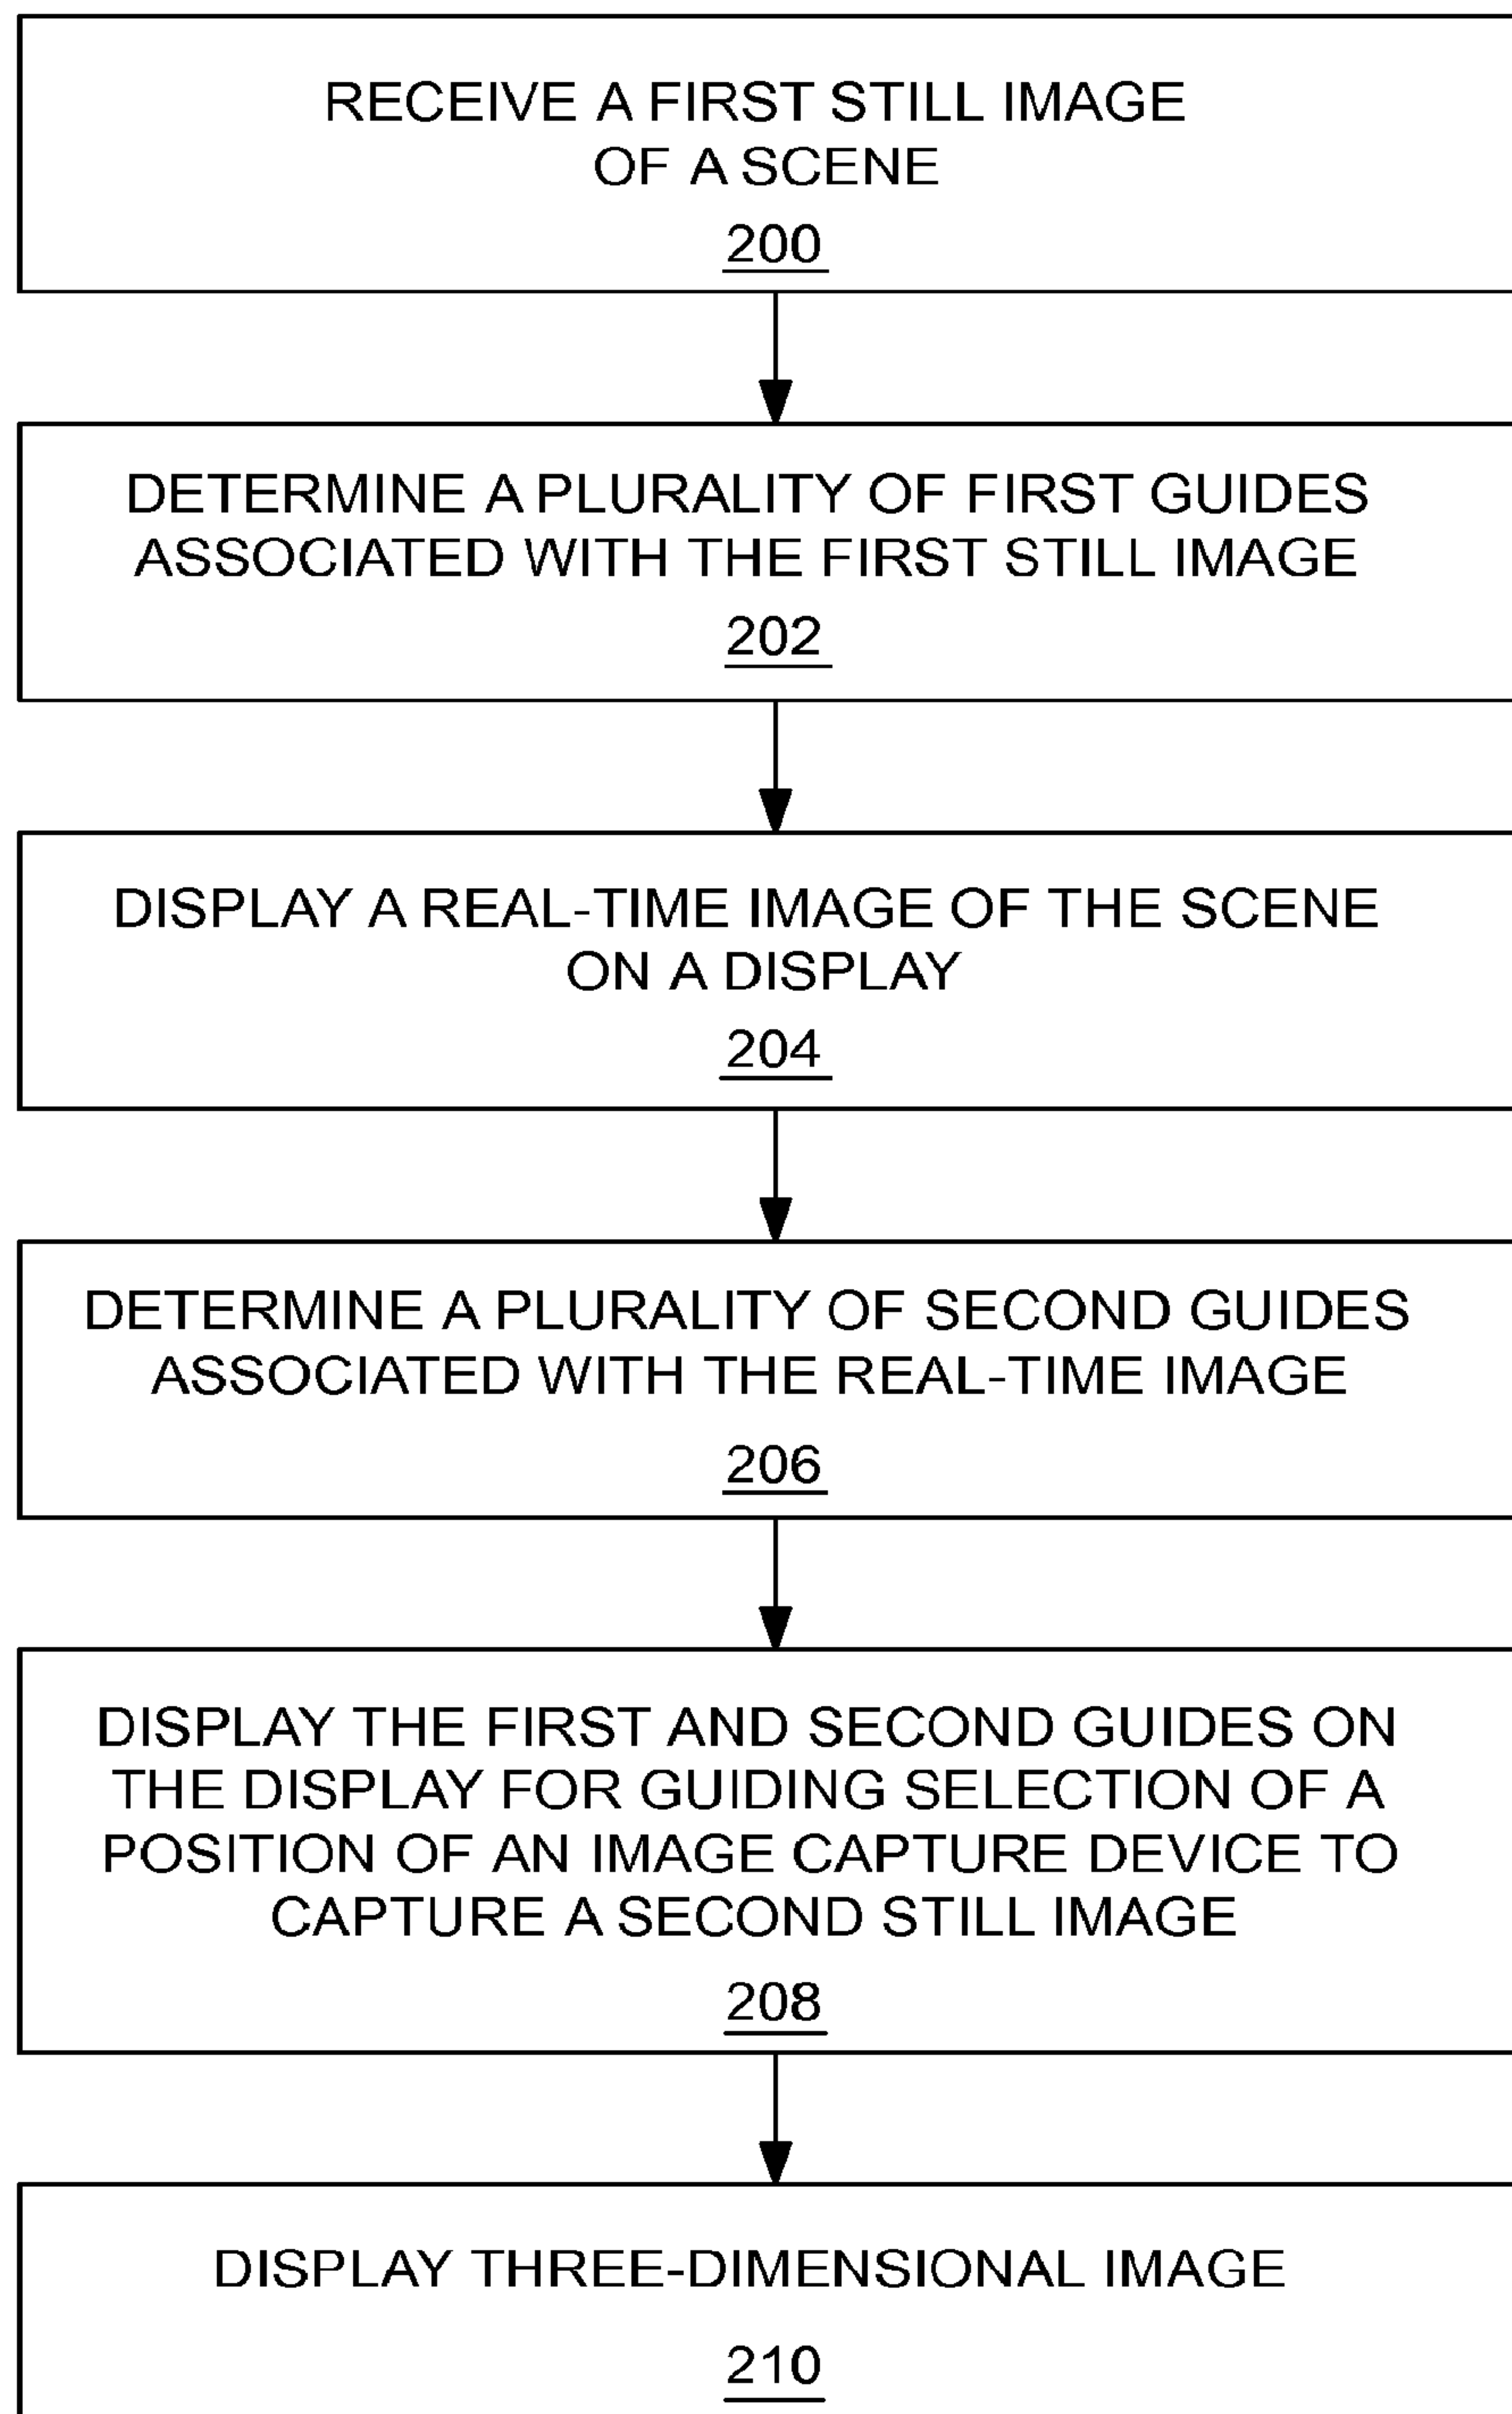 RECEIVE A FIRST STILL IMAGE
OF A SCENE
200
DETERMINE A PLURALITY OF FIRST GUIDES
ASSOCIATED WITH THE FIRST STILL IMAGE
202
DISPLAY A REAL-TIME IMAGE OF THE SCENE
ON A DISPLAY
204
DETERMINE A PLURALITY OF SECOND GUIDES
ASSOCIATED WITH THE REAL-TIME IMAGE
206
DISPLAY THE FIRST AND SECOND GUIDES ON
THE DISPLAY FOR GUIDING SELECTION OF A
POSITION OF AN IMAGE CAPTURE DEVICE TO
CAPTURE A SECOND STILL IMAGE
208
DISPLAY THREE-DIMENSIONAL IMAGE
210